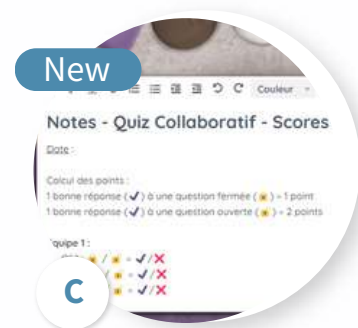 New
Couleur
Notes - Quiz Collaboratif - Scores
Date :
Calcul des points :
1 bonne réponse (✔) à une question fermée ( ) = 1 point
1 bonne réponse (✔) à une question ouverte ( ) = 2 points
quipe 1 :
/ = ✔/❌
/ = ✔/❌
C / = ✔/❌